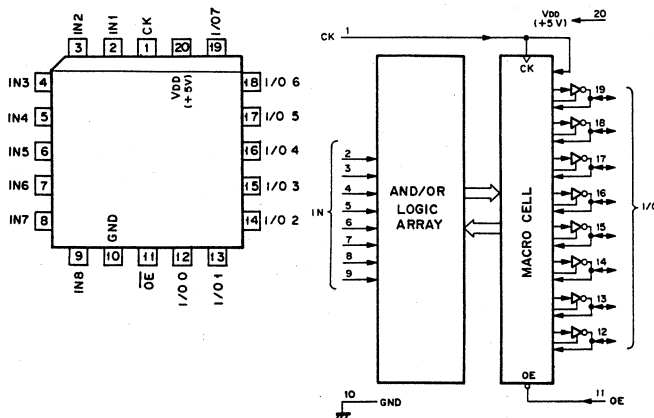 IN2 IN1 CK I/O7
3 2 1 20 19
VDD
(+5V)
IN3 4
18 I/O 6
IN4 5
17 I/O 5
IN5 6
16 I/O 4
IN6 7
15 I/O 3
IN7 8
14 I/O 2
GND
9 10 11 12 13
IN8 OE I/O 0 I/O 1
VDD
(+5V) 20
CK 1
CK
IN
2
3
4
5
6
7
8
9
AND/OR
LOGIC
ARRAY
MACRO CELL
19
18
17
16
15
14
13
12
I/O
OE
10 GND
11 OE